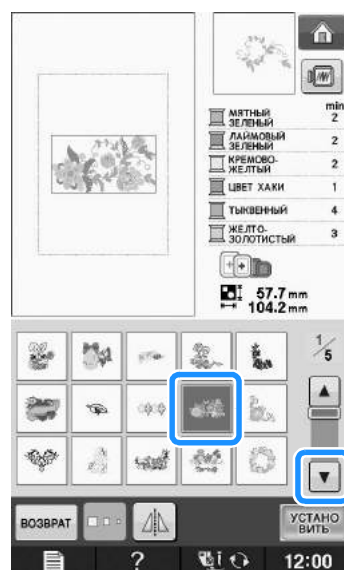 min
МЯТНЫЙ
ЗЕЛЕНЫЙ 2
ЛАЙМОВЫЙ
ЗЕЛЕНЫЙ 2
КРЕМОВО-
ЖЕЛТЫЙ 2
ЦВЕТ ХАКИ 1
ТЫКВЕННЫЙ 4
ЖЕЛТО-
ЗОЛОТИСТЫЙ 3
57.7 mm
104.2 mm
1/5
ВОЗВРАТ
УСТАНО
ВИТЬ
? i 12:00